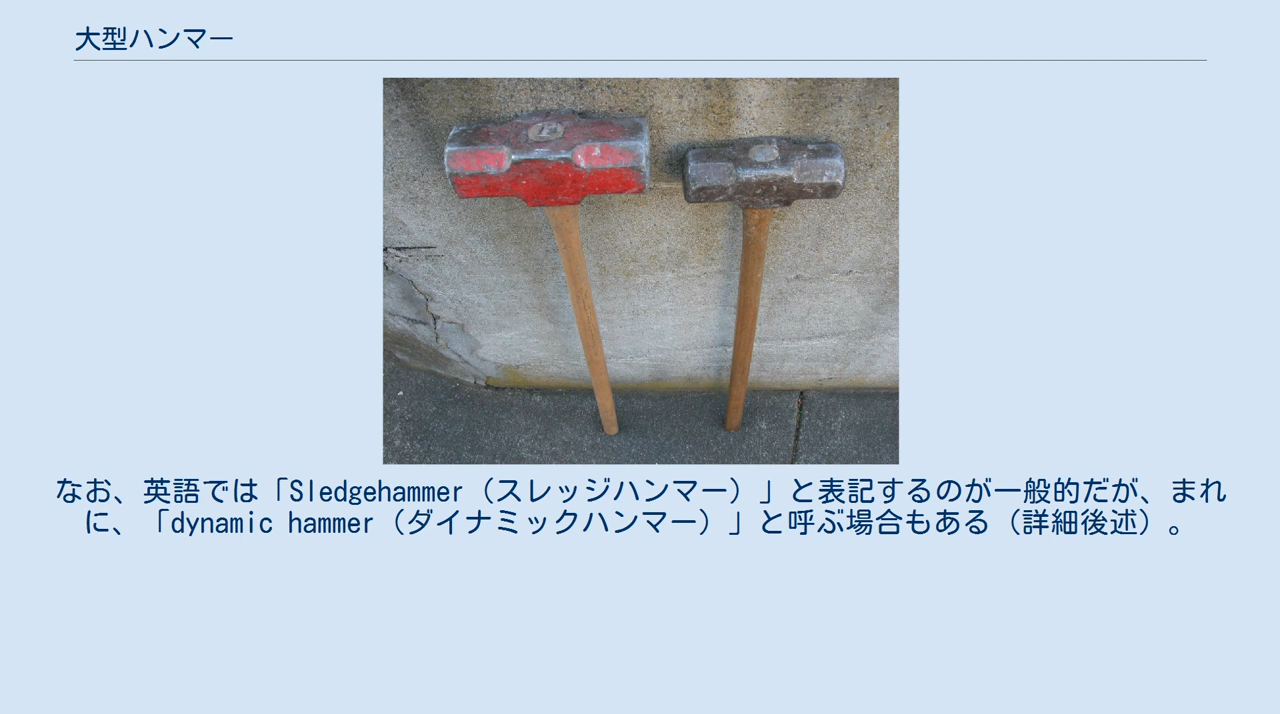 大型ハンマー
なお、英語では「Sledgehammer（スレッジハンマー）」と表記するのが一般的だが、まれ
に、「dynamic hammer（ダイナミックハンマー）」と呼ぶ場合もある（詳細後述）。